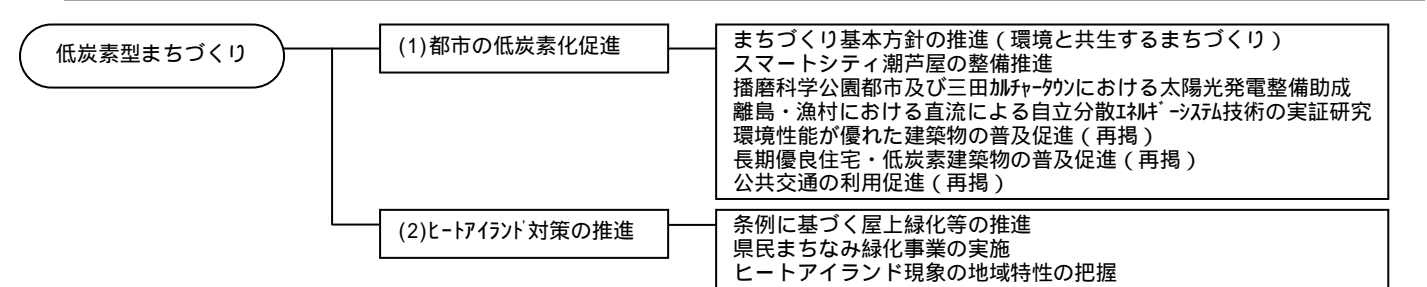 低炭素型まちづくり
(1)都市の低炭素化促進
まちづくり基本方針の推進（環境と共生するまちづくり）
スマートシティ潮芦屋の整備推進
播磨科学公園都市及び三田ｶﾙﾁｬｰﾀｳﾝにおける太陽光発電整備助成
離島・漁村における直流による自立分散ｴﾈﾙｷﾞｰｼｽﾃﾑ技術の実証研究
環境性能が優れた建築物の普及促進（再掲）
長期優良住宅・低炭素建築物の普及促進（再掲）
公共交通の利用促進（再掲）
(2)ﾋｰﾄｱｲﾗﾝﾄﾞ対策の推進
条例に基づく屋上緑化等の推進
県民まちなみ緑化事業の実施
ヒートアイランド現象の地域特性の把握